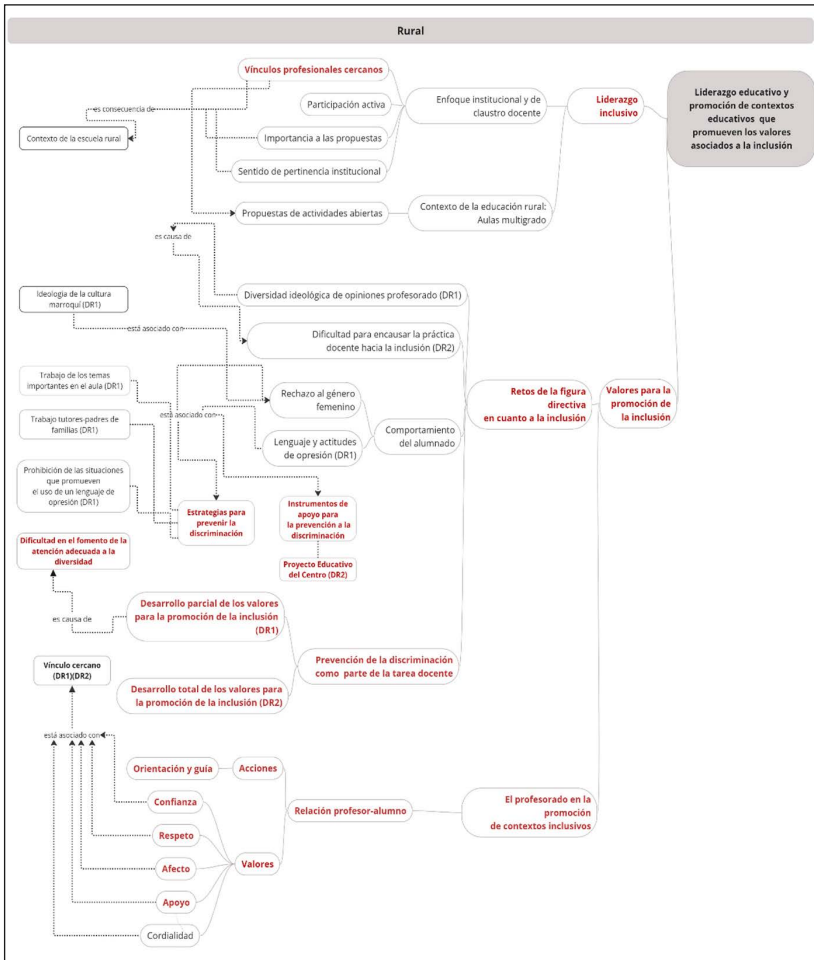 Rural
Vínculos profesionales cercanos
Participación activa
Importancia a las propuestas
Sentido de pertinencia institucional
Enfoque institucional y de
claustro docente
Liderazgo
inclusivo
Liderazgo educativo y
promoción de contextos
educativos que
promueven los valores
asociados a la inclusión
es consecuencia de
Contexto de la escuela rural
Propuestas de actividades abiertas
Contexto de la educación rural:
Aulas multigrado
es causa de
Diversidad ideológica de opiniones profesorado (DR1)
Ideología de la cultura
marroquí (DR1)
está asociado con
Dificultad para encausar la práctica
docente hacia la inclusión (DR2)
Trabajo de los temas
importantes en el aula (DR1)
Rechazo al género
femenino
Retos de la figura
directiva
en cuanto a la inclusión
Valores para la
promoción de
la inclusión
Trabajo tutores-padres de
familias (DR1)
está asociado con
Lenguaje y actitudes
de opresión (DR1)
Comportamiento
del alumnado
Prohibición de las situaciones
que promueven
el uso de un lenguaje de
opresión (DR1)
Estrategias para
prevenir la
discriminación
Instrumentos de
apoyo para
la prevención a la
discriminación
Dificultad en el fomento de la
atención adecuada a la
diversidad
Proyecto Educativo
del Centro (DR2)
es causa de
Desarrollo parcial de los valores
para la promoción de la inclusión
(DR1)
Prevención de la discriminación
como parte de la tarea docente
Vínculo cercano
(DR1)(DR2)
Desarrollo total de los valores para
la promoción de la inclusión (DR2)
está asociado con
Orientación y guía
Acciones
Confianza
Respeto
Afecto
Apoyo
Cordialidad
Valores
Relación profesor-alumno
El profesorado en la
promoción
de contextos inclusivos